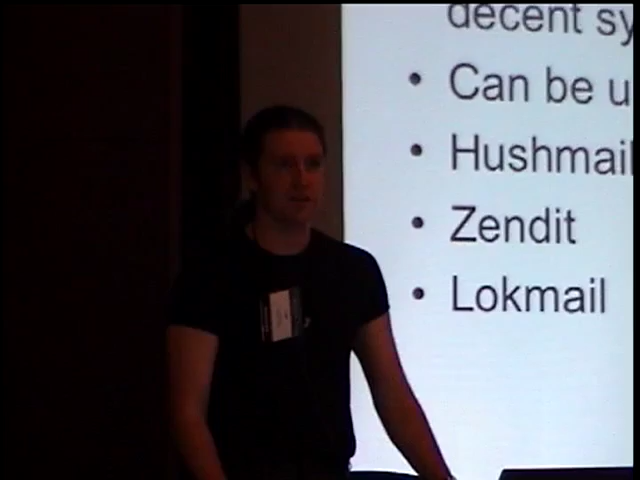 decent sy
• Can be u
• Hushmail
• Zendit
• Lokmail